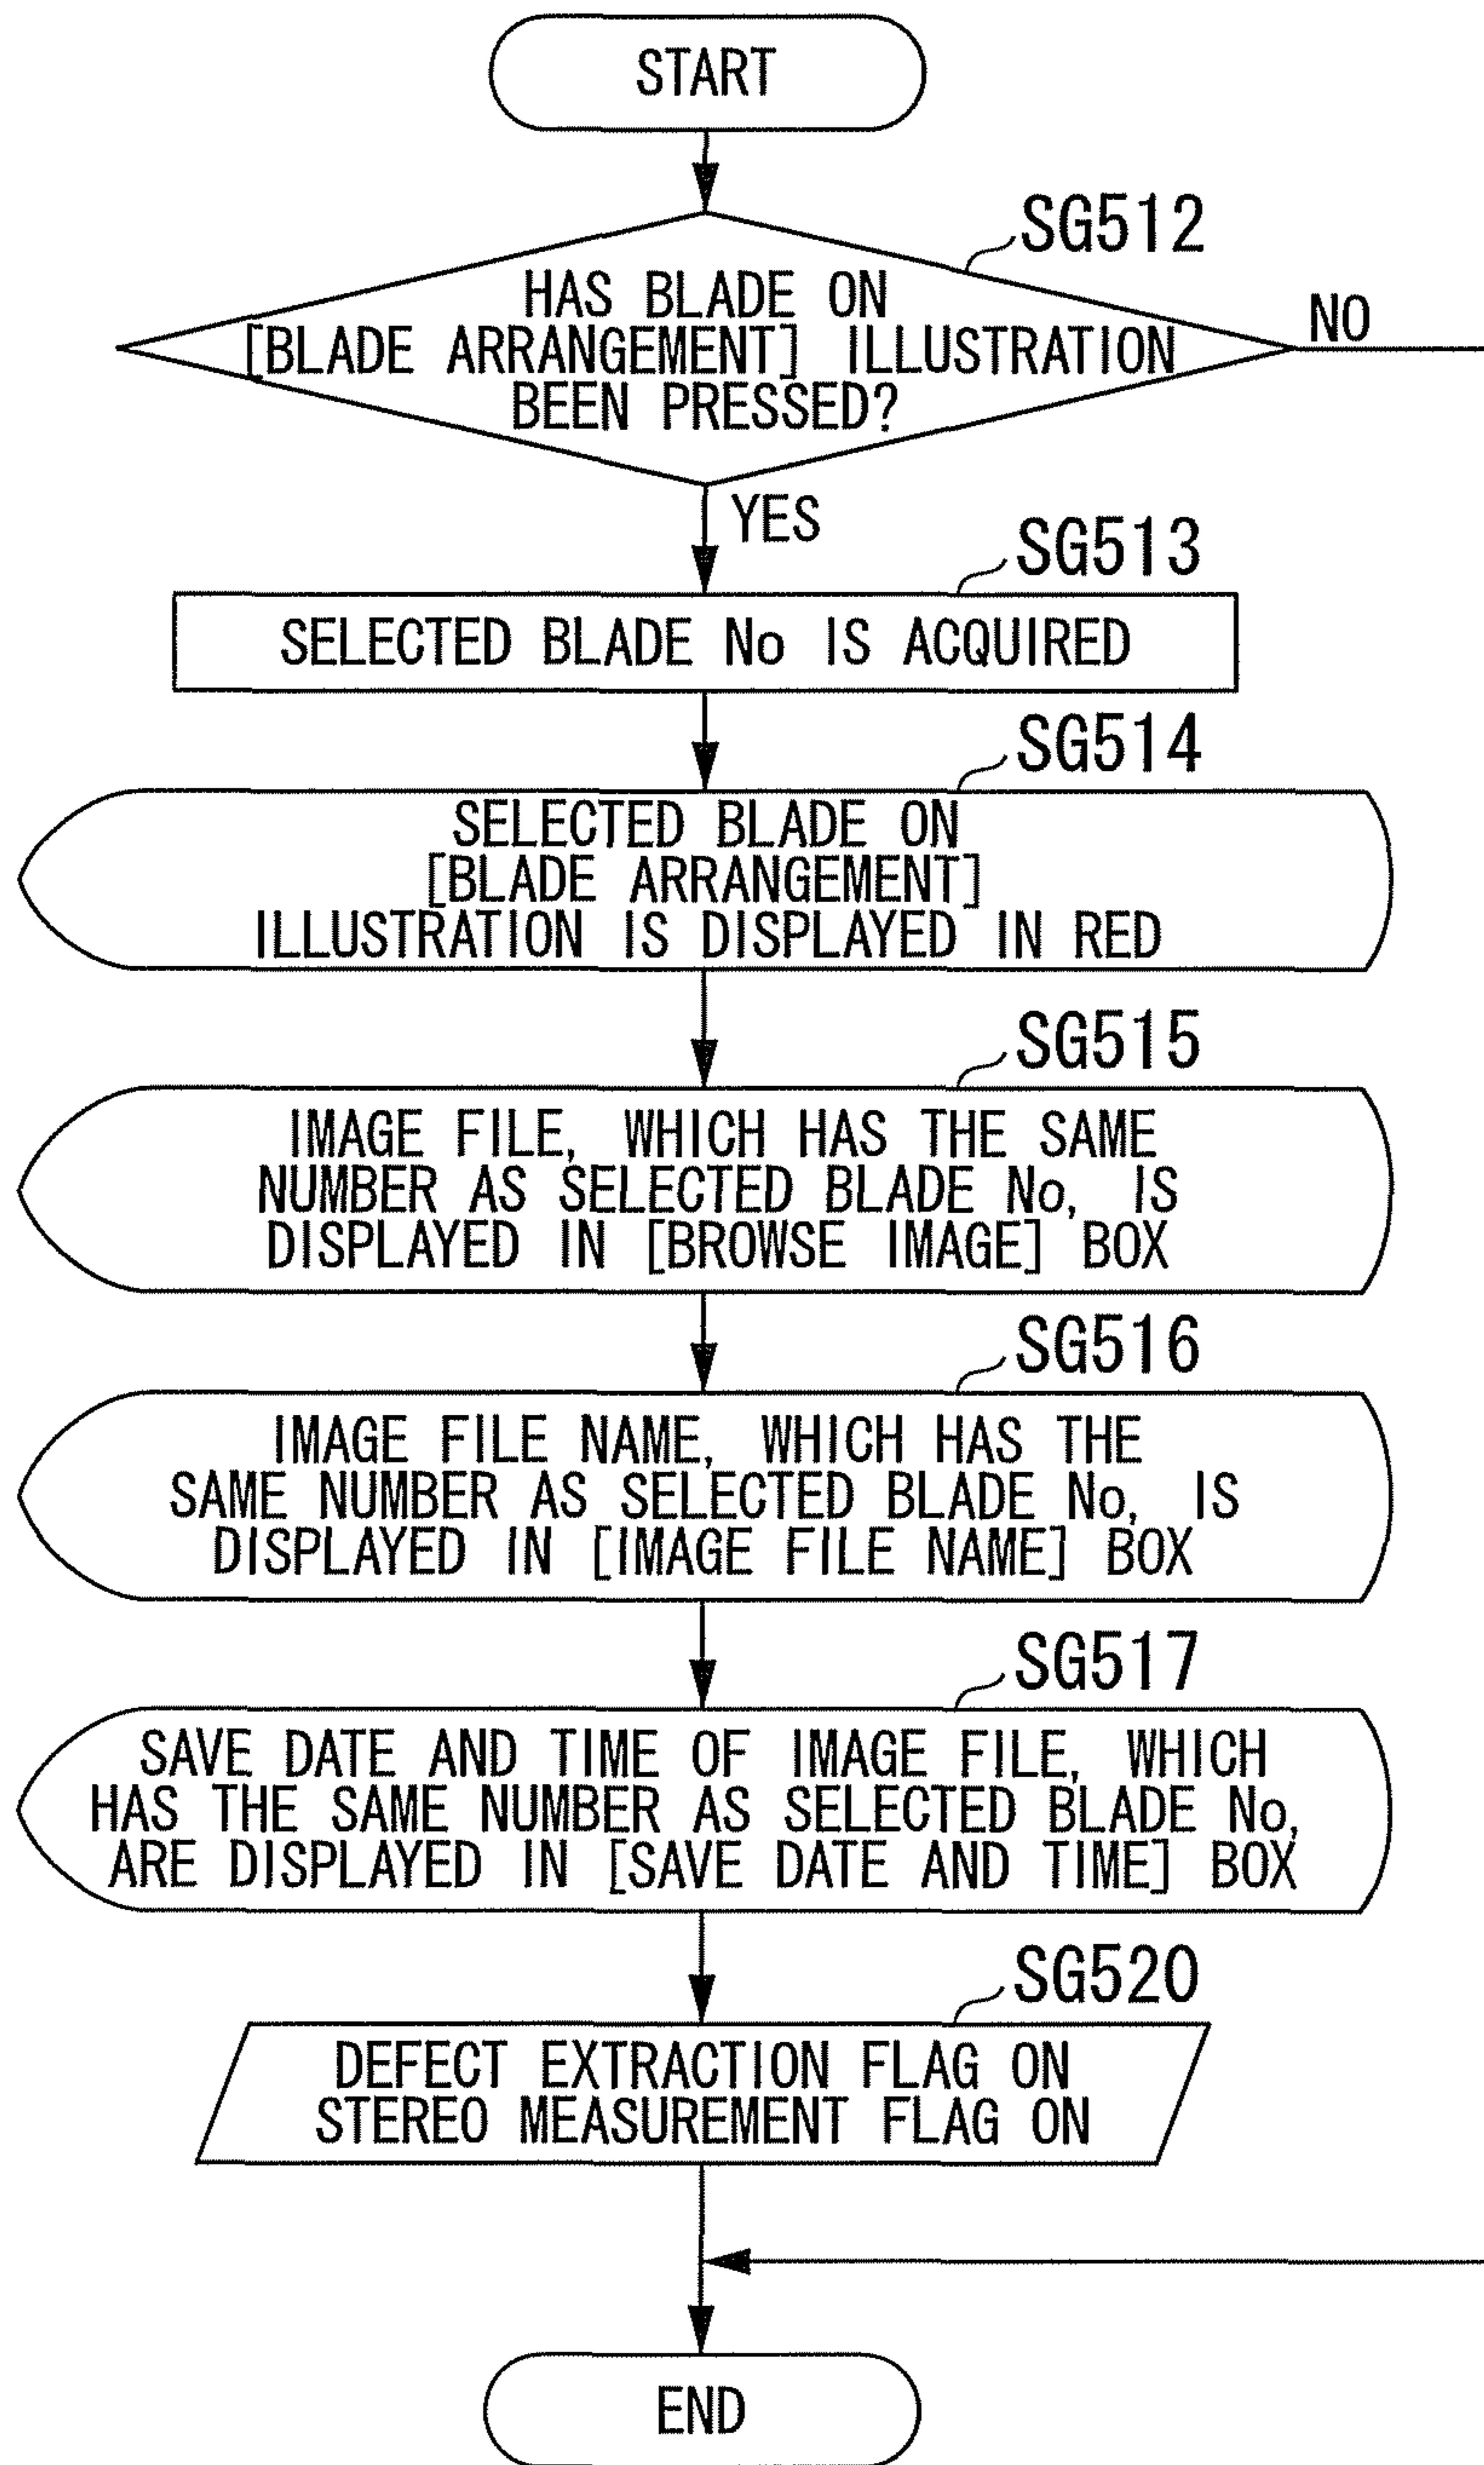 START
SG512
HAS BLADE ON
[BLADE ARRANGEMENT] ILLUSTRATION
BEEN PRESSED?
NO
YES
SG513
SELECTED BLADE No IS ACQUIRED
SG514
SELECTED BLADE ON
[BLADE ARRANGEMENT]
ILLUSTRATION IS DISPLAYED IN RED
SG515
IMAGE FILE, WHICH HAS THE SAME
NUMBER AS SELECTED BLADE No, IS
DISPLAYED IN [BROWSE IMAGE] BOX
SG516
IMAGE FILE NAME, WHICH HAS THE
SAME NUMBER AS SELECTED BLADE No, IS
DISPLAYED IN [IMAGE FILE NAME] BOX
SG517
SAVE DATE AND TIME OF IMAGE FILE, WHICH
HAS THE SAME NUMBER AS SELECTED BLADE No,
ARE DISPLAYED IN [SAVE DATE AND TIME] BOX
SG520
DEFECT EXTRACTION FLAG ON
STEREO MEASUREMENT FLAG ON
END